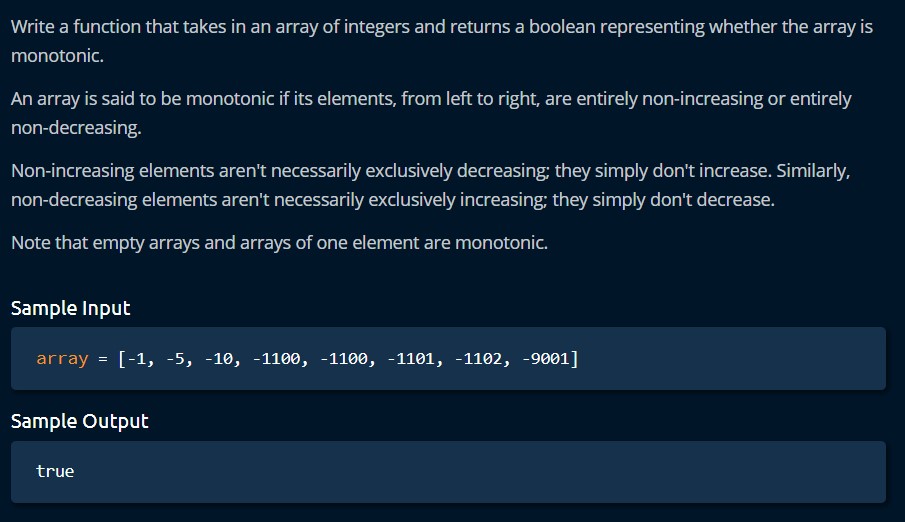 Write a function that takes in an array of integers and returns a boolean representing whether the array is
monotonic.
An array is said to be monotonic if its elements, from left to right, are entirely non-increasing or entirely
non-decreasing.
Non-increasing elements aren't necessarily exclusively decreasing; they simply don't increase. Similarly,
non-decreasing elements aren't necessarily exclusively increasing; they simply don't decrease.
Note that empty arrays and arrays of one element are monotonic.
Sample Input
array = [-1, -5, -10, -1100, -1100, -1101, -1102, -9001]
Sample Output
true